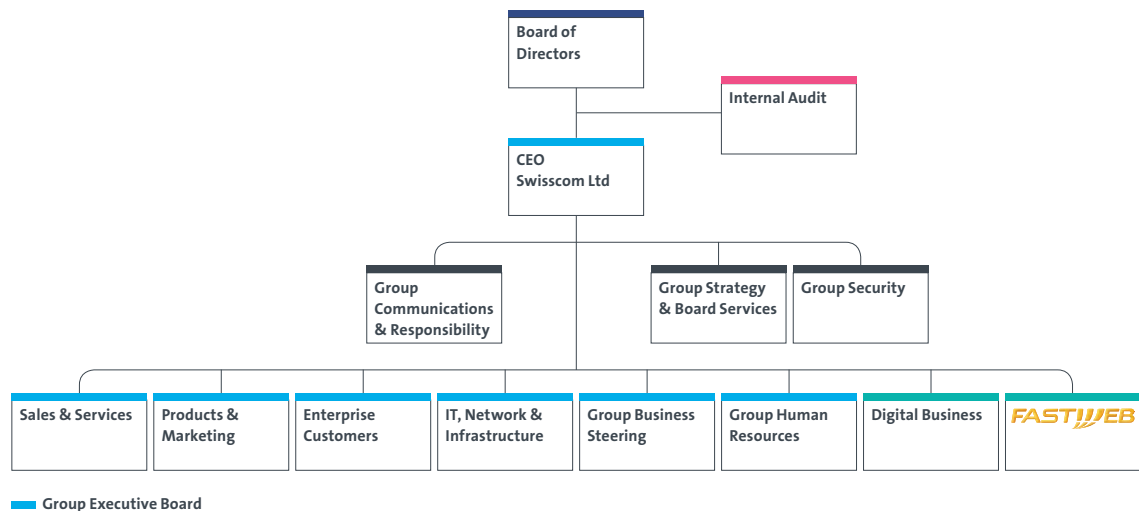 Board of
Directors
Internal Audit
CEO
Swisscom Ltd
Group
Communications
& Responsibility
Group Strategy
& Board Services
Group Security
Sales & Services
Products &
Marketing
Enterprise
Customers
IT, Network &
Infrastructure
Group Business
Steering
Group Human
Resources
Digital Business
FASTWEB
Group Executive Board